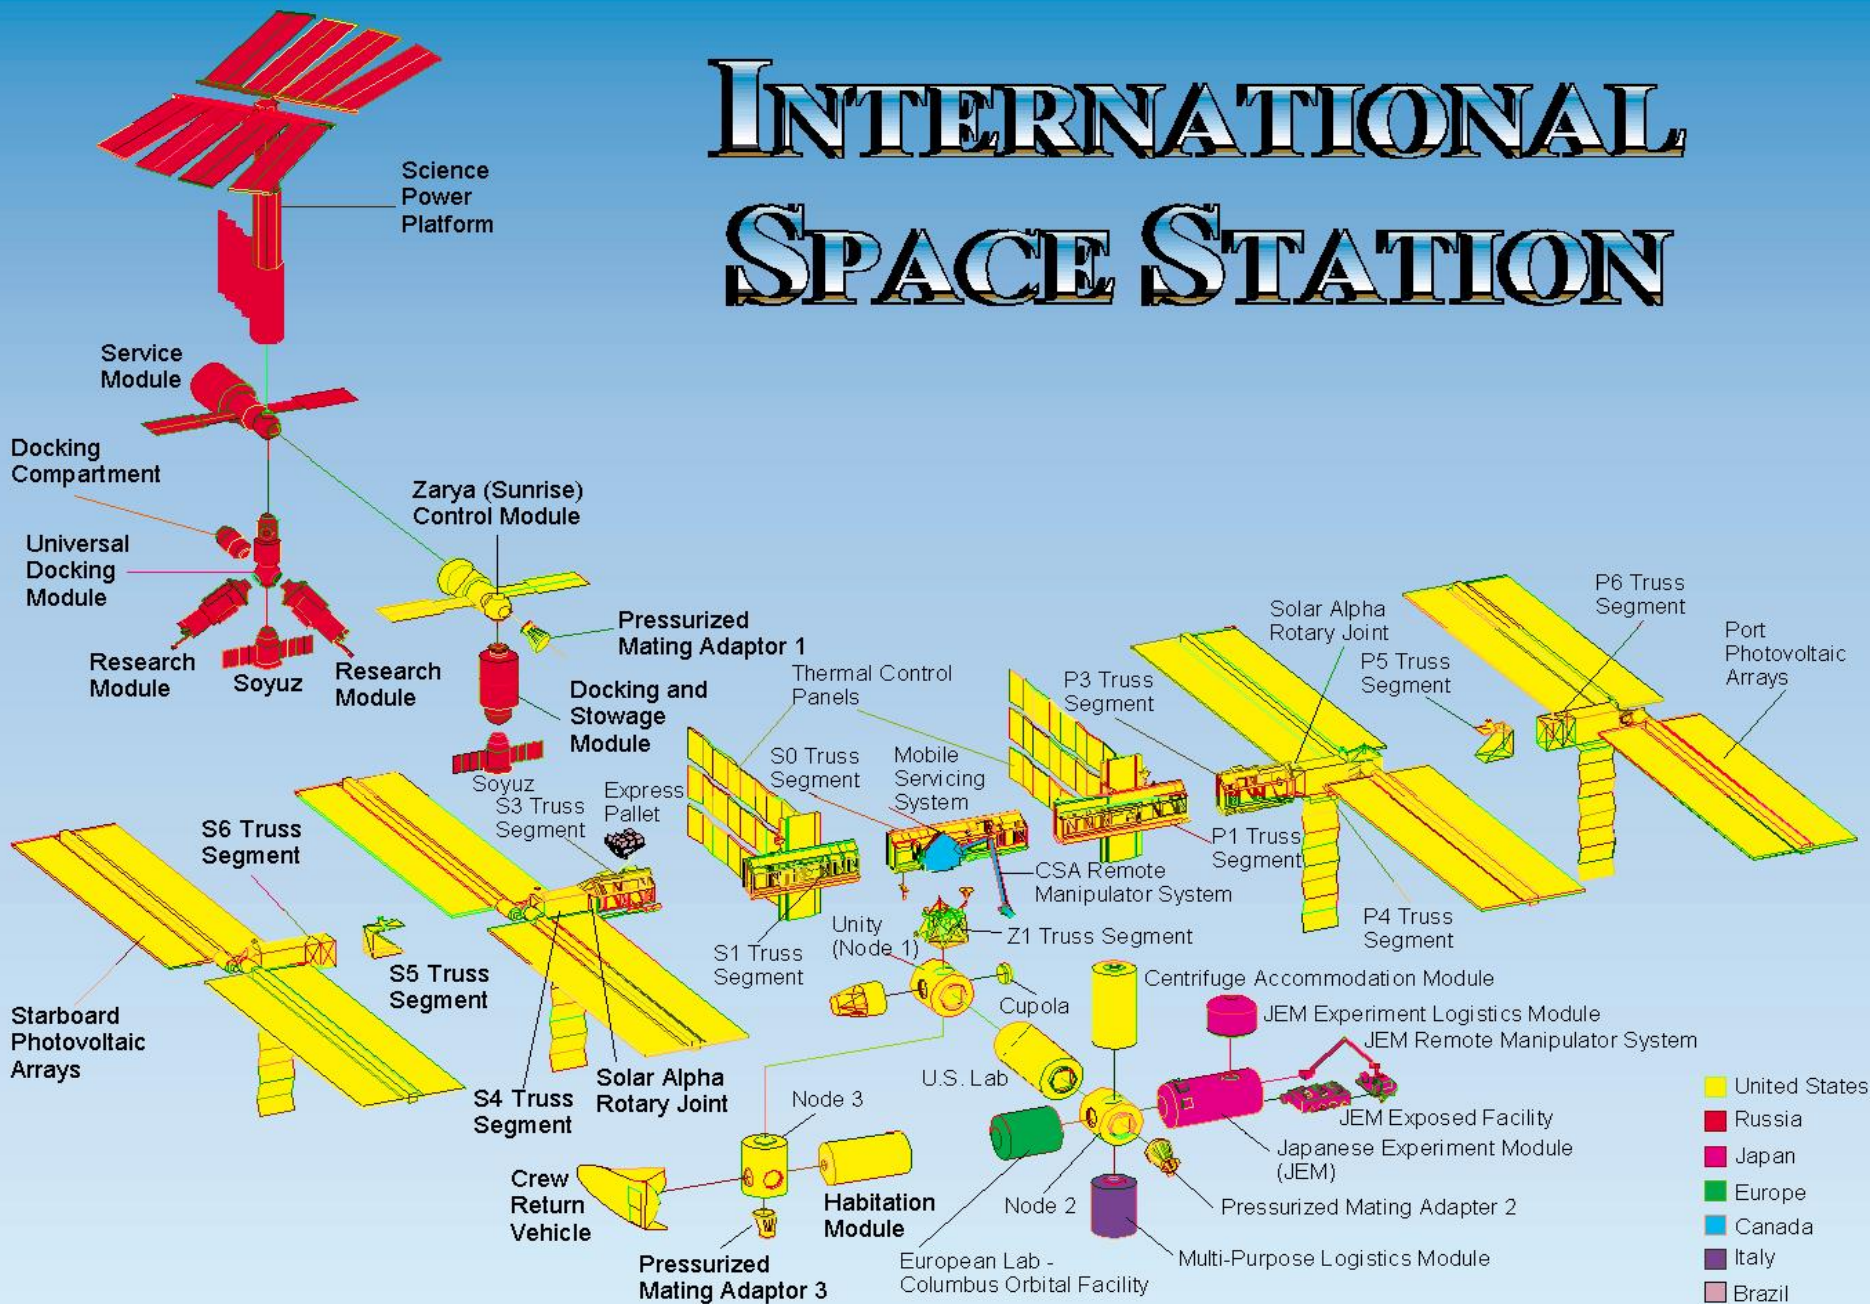 INTERNATIONAL
SPACE STATION
Science
Power
Platform
Service
Module
Docking
Compartment
Universal
Docking
Module
Research
Module
Soyuz
Research
Module
Zarya (Sunrise)
Control Module
Pressurized
Mating Adaptor 1
Docking and
Stowage
Module
Soyuz
Thermal Control
Panels
S0 Truss
Segment
Mobile
Servicing
System
P3 Truss
Segment
Solar Alpha
Rotary Joint
P5 Truss
Segment
P6 Truss
Segment
Port
Photovoltaic
Arrays
S3 Truss
Segment
Express
Pallet
S6 Truss
Segment
S5 Truss
Segment
Starboard
Photovoltaic
Arrays
S4 Truss
Segment
Solar Alpha
Rotary Joint
S1 Truss
Segment
Unity
(Node 1)
CSA Remote
Manipulator System
Z1 Truss Segment
P1 Truss
Segment
P4 Truss
Segment
Cupola
Centrifuge Accommodation Module
JEM Experiment Logistics Module
JEM Remote Manipulator System
U.S. Lab
Node 3
JEM Exposed Facility
Japanese Experiment Module
(JEM)
Crew
Return
Vehicle
Habitation
Module
Pressurized
Mating Adaptor 3
Node 2
Pressurized Mating Adapter 2
European Lab -
Columbus Orbital Facility
Multi-Purpose Logistics Module
United States
Russia
Japan
Europe
Canada
Italy
Brazil